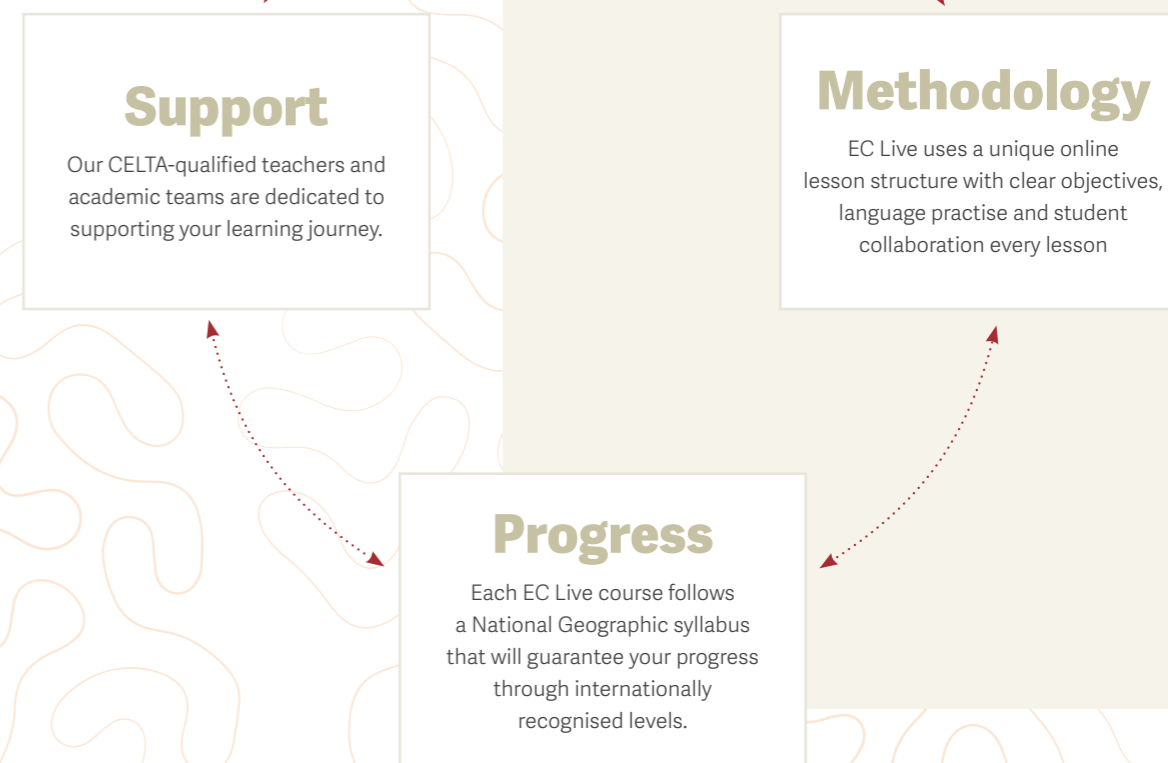 Support
Our CELTA-qualified teachers and
academic teams are dedicated to
supporting your learning journey.
Methodology
EC Live uses a unique online
lesson structure with clear objectives,
language practise and student
collaboration every lesson
Progress
Each EC Live course follows
a National Geographic syllabus
that will guarantee your progress
through internationally
recognised levels.